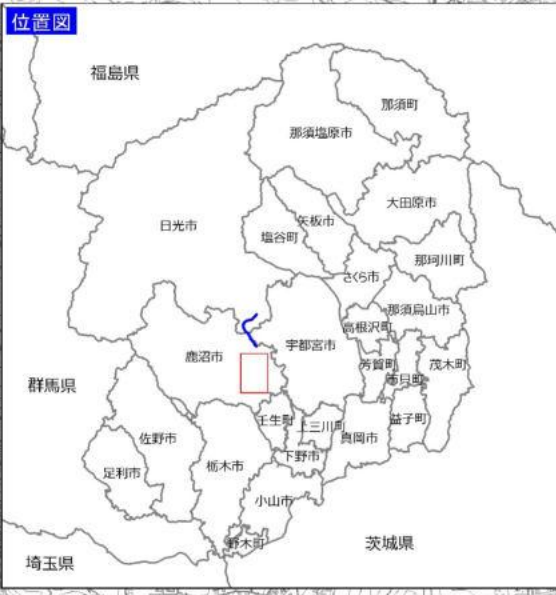 位置図
福島県
那須町
那須塩原市
大田原市
矢板市
日光市
塩谷町
那珂川町
さくら市
那須烏山市
高根沢町
宇都宮市
鹿沼市
芳賀町
茂木町
市貝町
群馬県
壬生町
上三川町
益子町
真岡市
佐野市
下野市
栃木市
足利市
小山市
野木町
茨城県
埼玉県